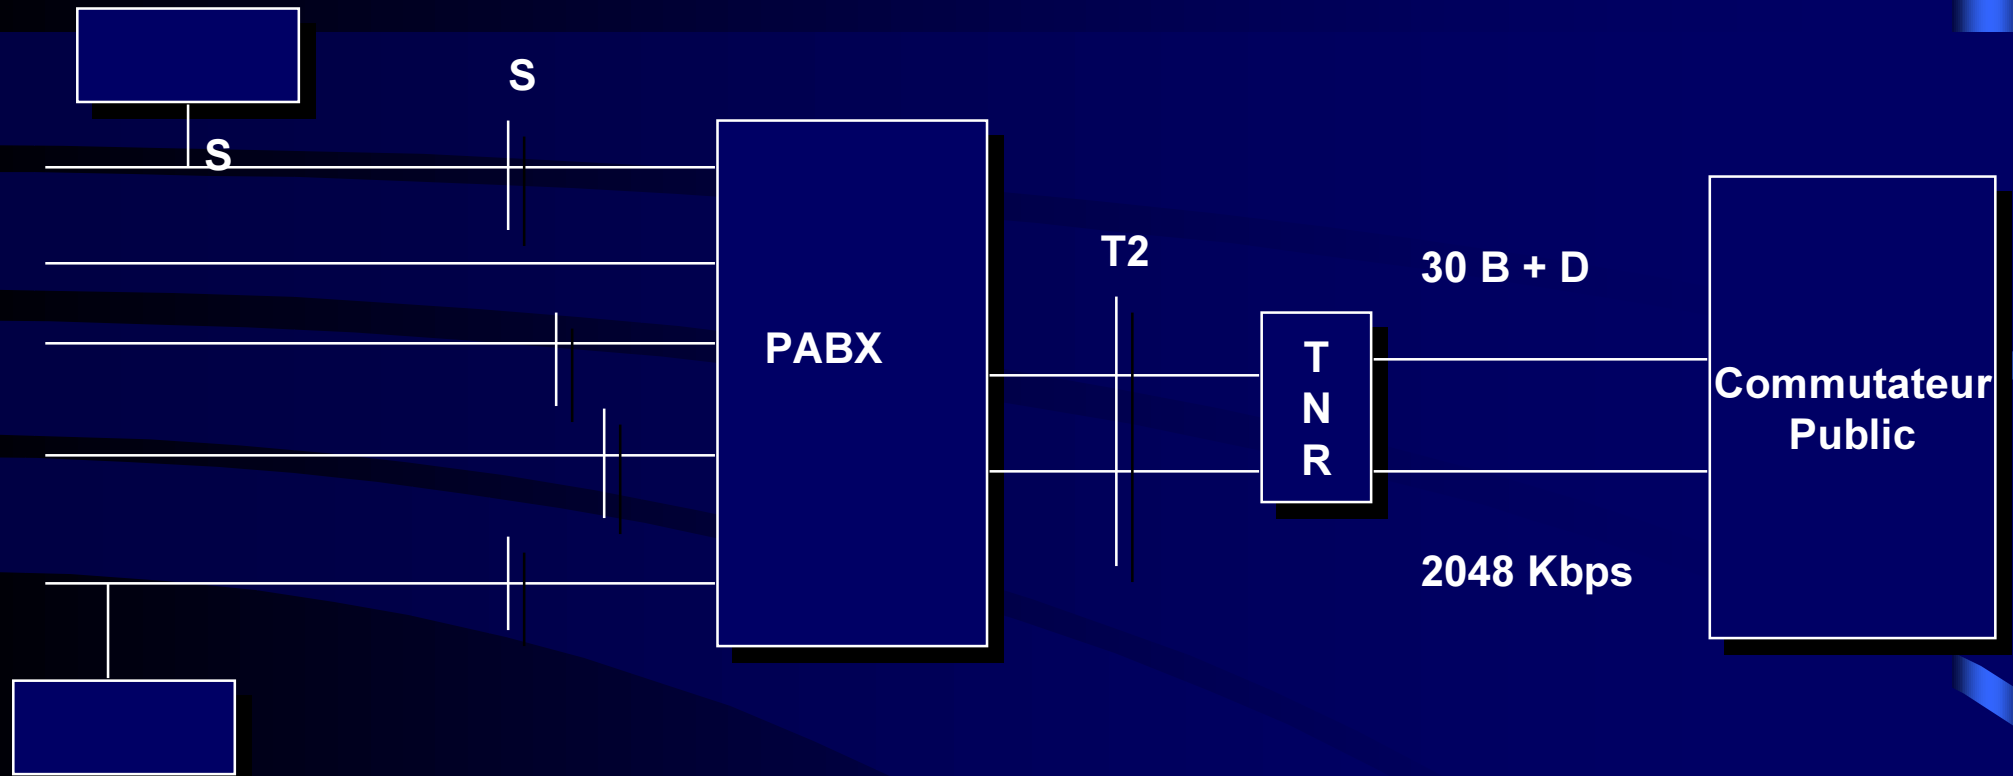 S
S
T2
30 B + D
PABX
T
N
R
Commutateur
Public
2048 Kbps